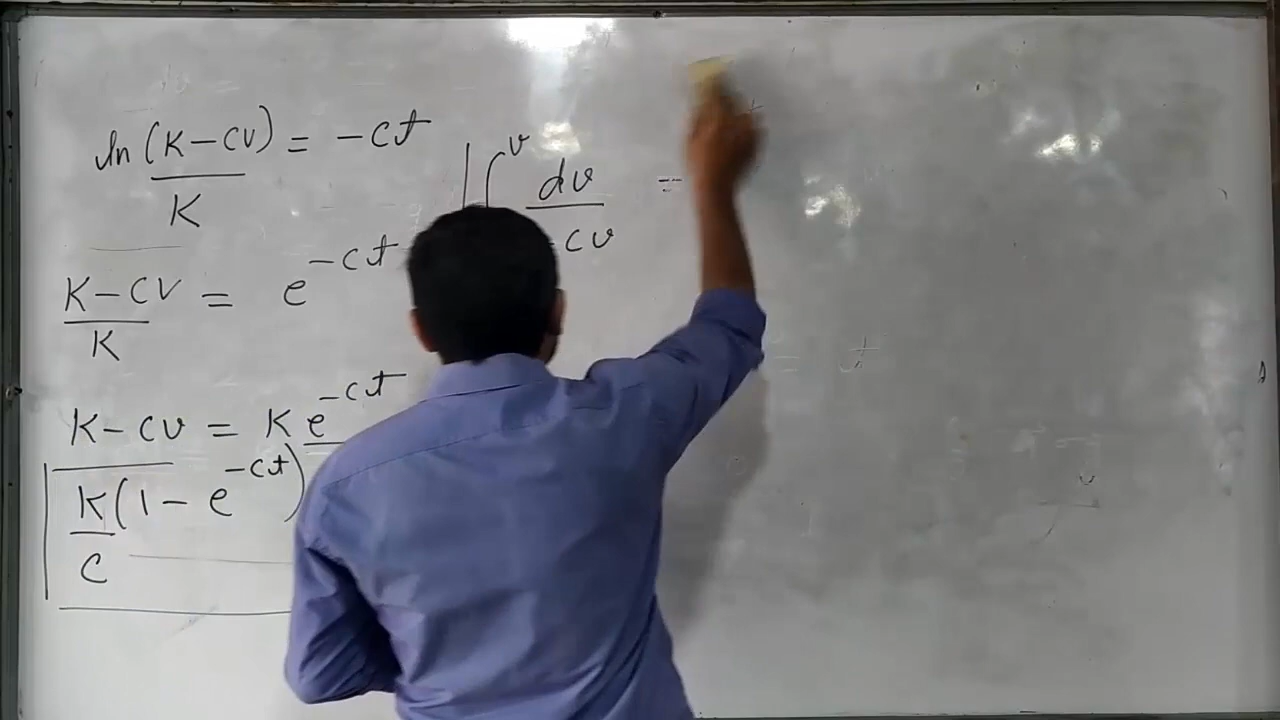 ln (K-cv) = -ct
K
K-cv = e^-ct
K
K-cv = K e^-ct
K (1 - e^-ct)
c
∫^v dv =
cv
= t